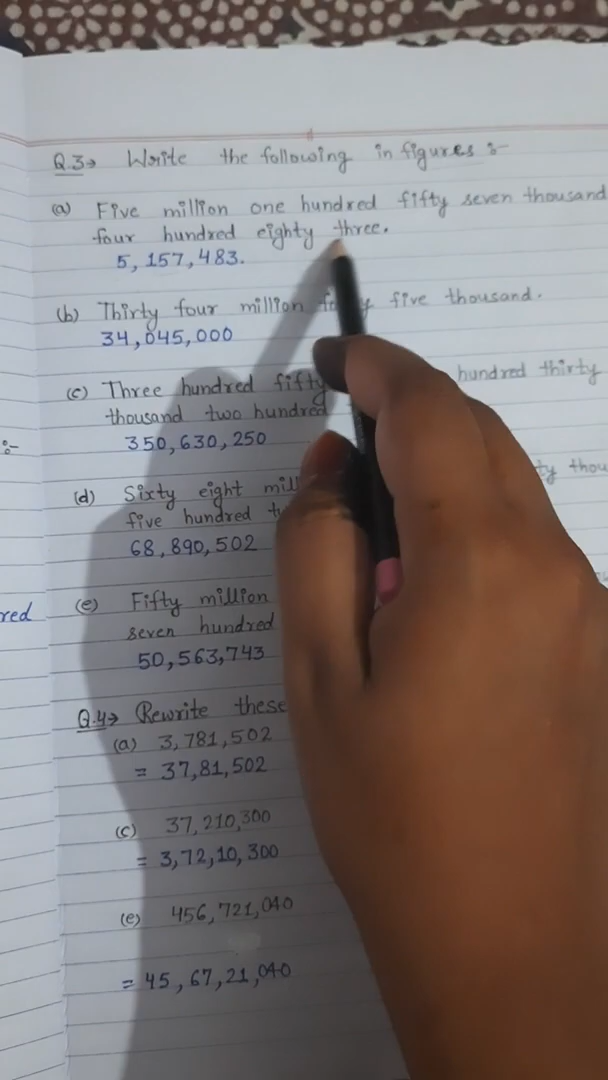 Q.3→ Write the following in figures :-
(a) Five million one hundred fifty seven thousand
four hundred eighty three.
5,157,483.
(b) Thirty four million five thousand.
34,045,000
(c) Three hundred fifty hundred thirty
thousand two hundred
350,630,250
(d) Sixty eight
five hundred
68,890,502
(e) Fifty million
seven hundred
50,563,743
Q.4→ Rewrite these
(a) 3,781,502
= 37,81,502
(c) 37,210,300
= 3,72,10,300
(e) 456,721,040
= 45,67,21,040